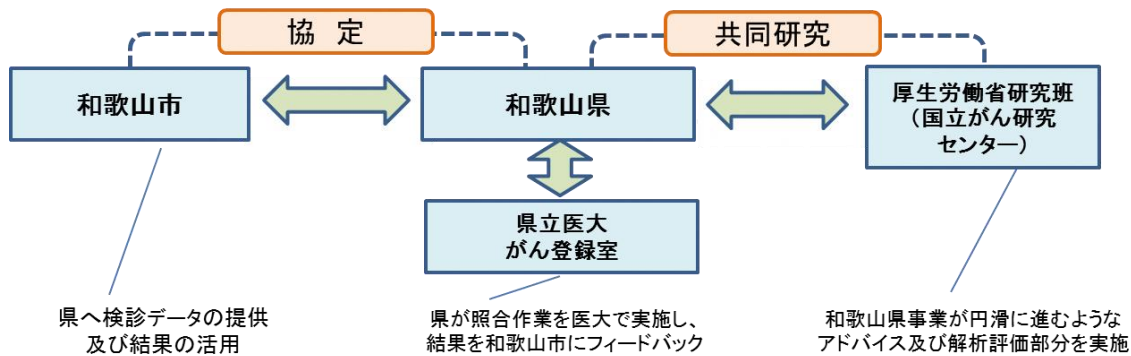 協 定
共同研究
和歌山市
和歌山県
厚生労働省研究班
(国立がん研究
センター)
県立医大
がん登録室
県へ検診データの提供
及び結果の活用
県が照合作業を医大で実施し、
結果を和歌山市にフィードバック
和歌山県事業が円滑に進むような
アドバイス及び解析評価部分を実施